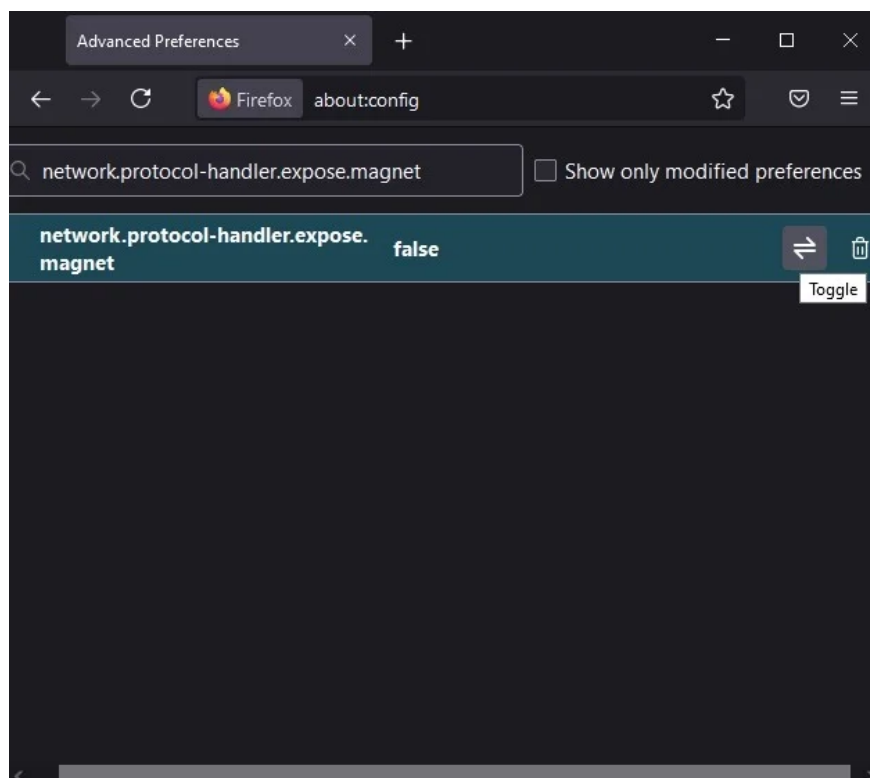 Advanced Preferences
Firefox about:config
network.protocol-handler.expose.magnet Show only modified preferences
network.protocol-handler.expose.
magnet
false
Toggle